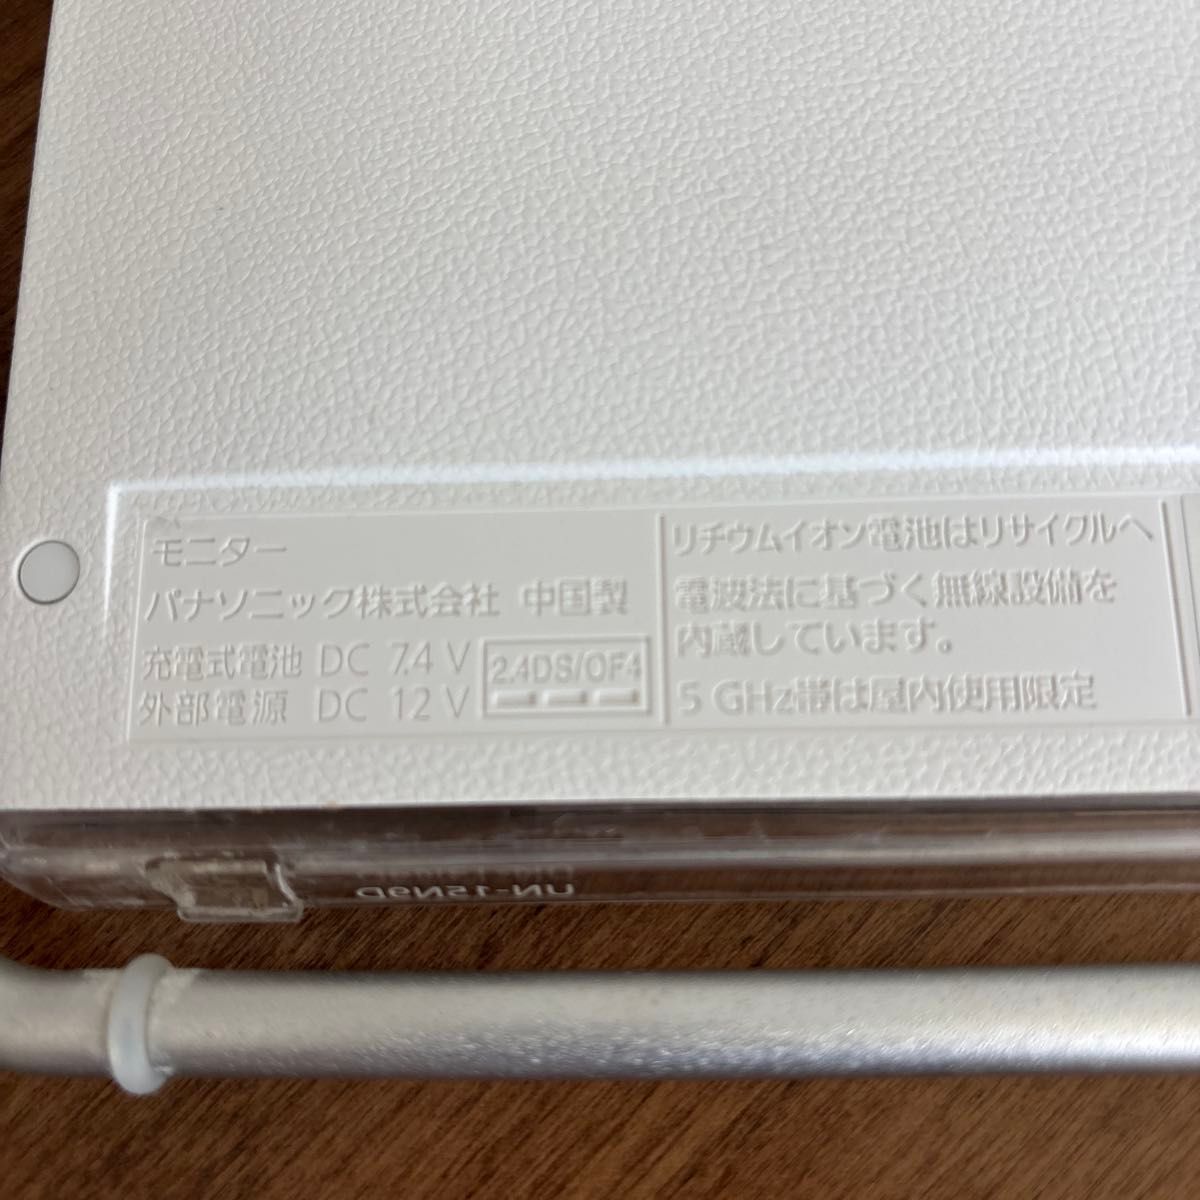 モニター
パナソニック株式会社 中国製
充電式電池 DC 7.4 V
外部電源 DC 12 V
2.4DS/OF4
リチウムイオン電池はリサイクルへ
電波法に基づく無線設備を
内蔵しています。
5 GHz帯は屋内使用限定
UN-15N9D